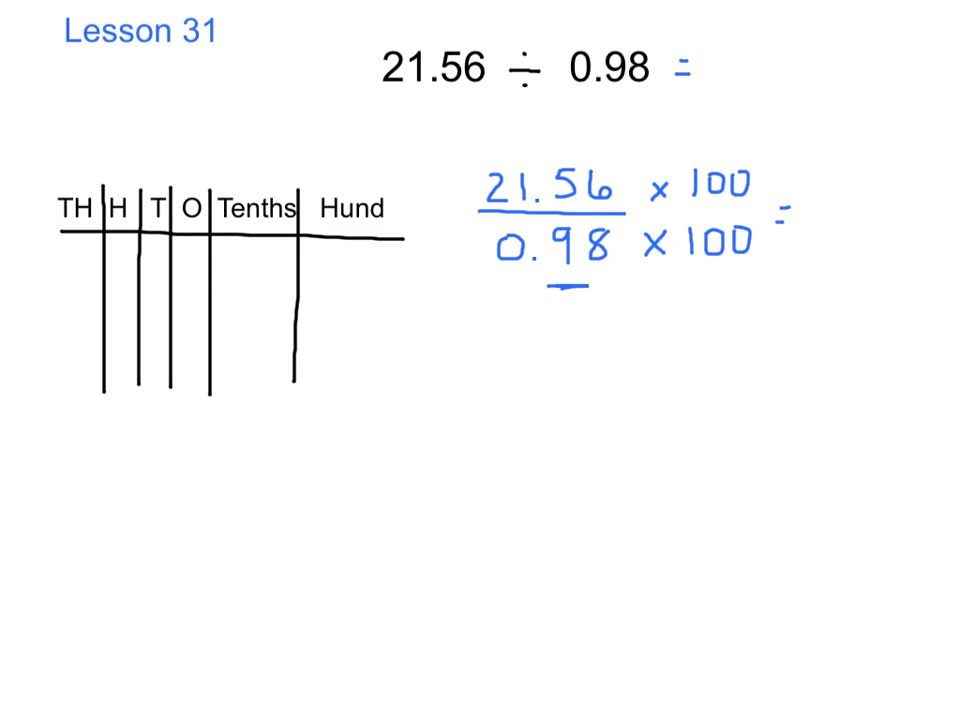 Lesson 31
21.56 ÷ 0.98 =
TH H T O Tenths Hund
21.56 x 100
0.98 x 100 =